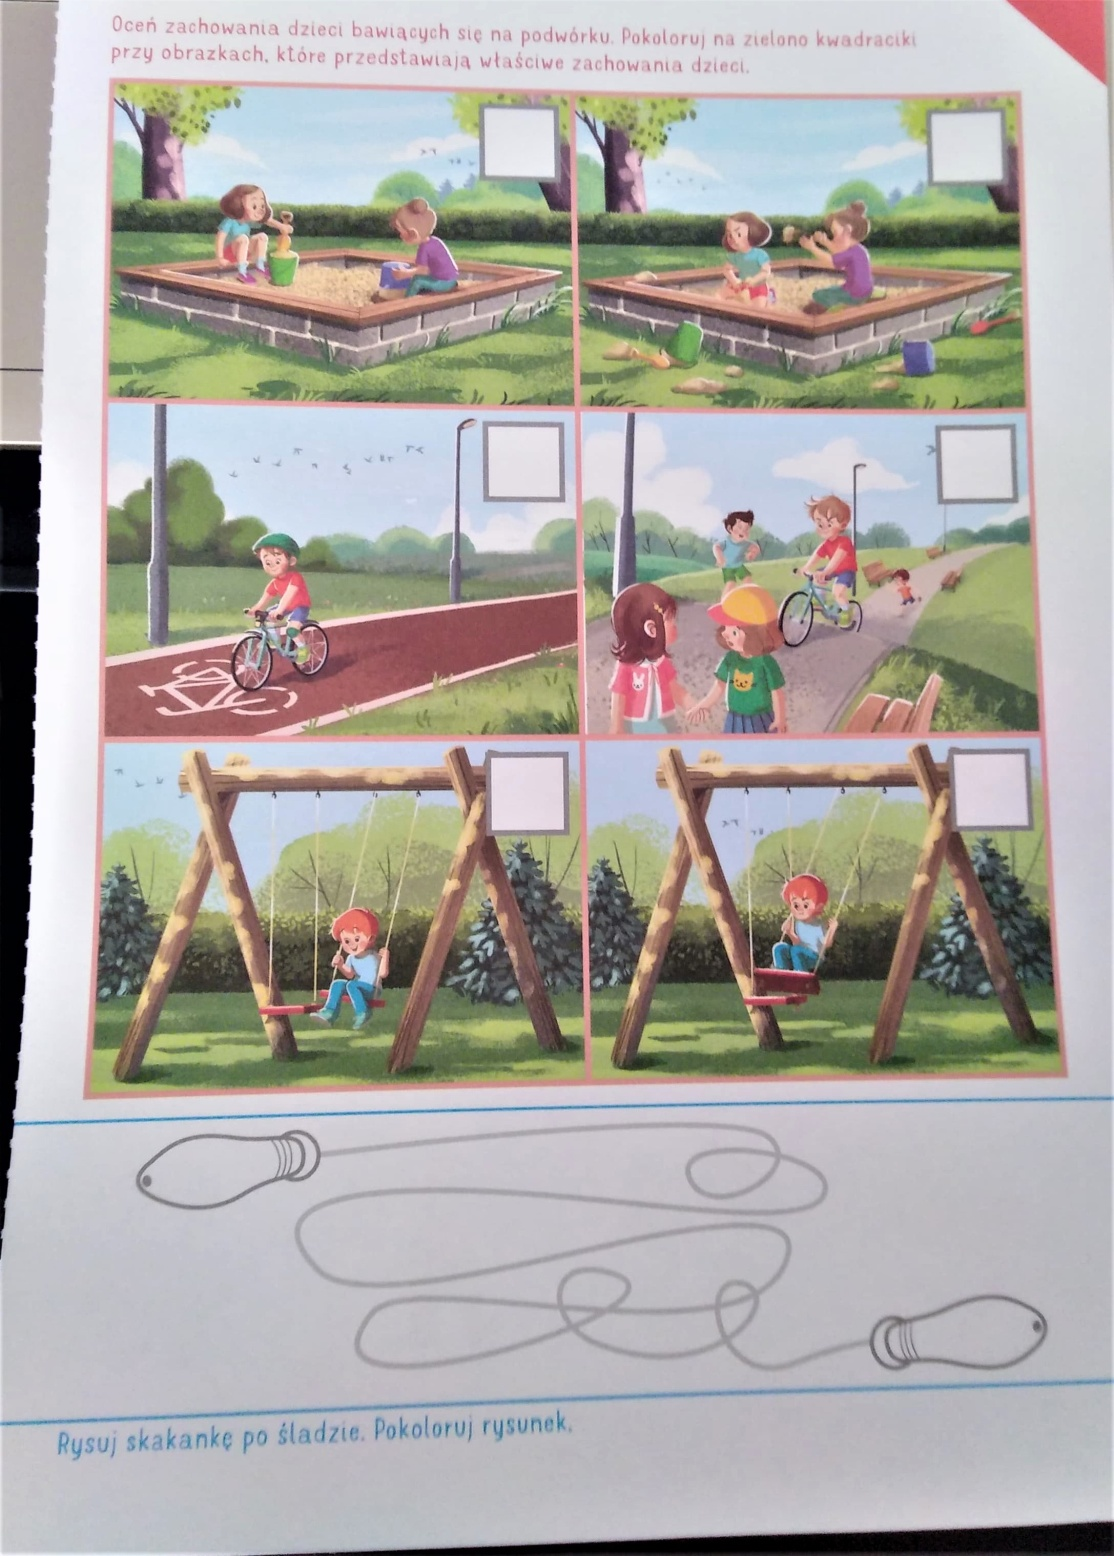 Oceń zachowania dzieci bawiących się na podwórku. Pokoloruj na zielono kwadraciki
przy obrazkach, które przedstawiają właściwe zachowania dzieci.
Rysuj skakankę po śladzie. Pokoloruj rysunek.